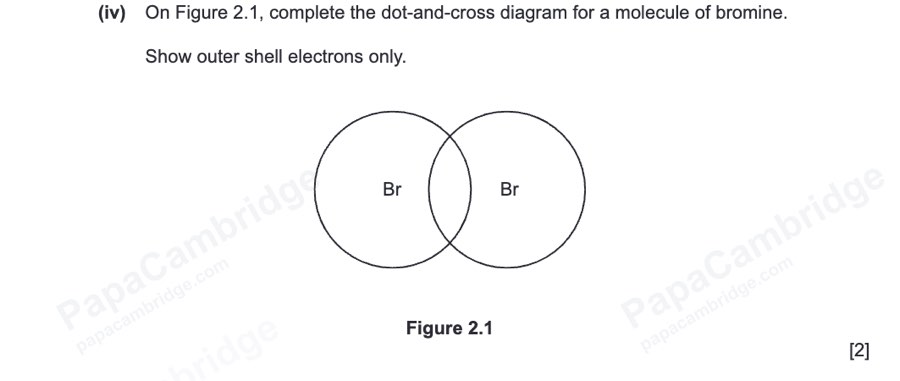 (iv) On Figure 2.1, complete the dot-and-cross diagram for a molecule of bromine.
Show outer shell electrons only.
Br Br
PapaCambridge
papacambridge.com
PapaCambridge
papacambridge.com
Figure 2.1
bridge
[2]